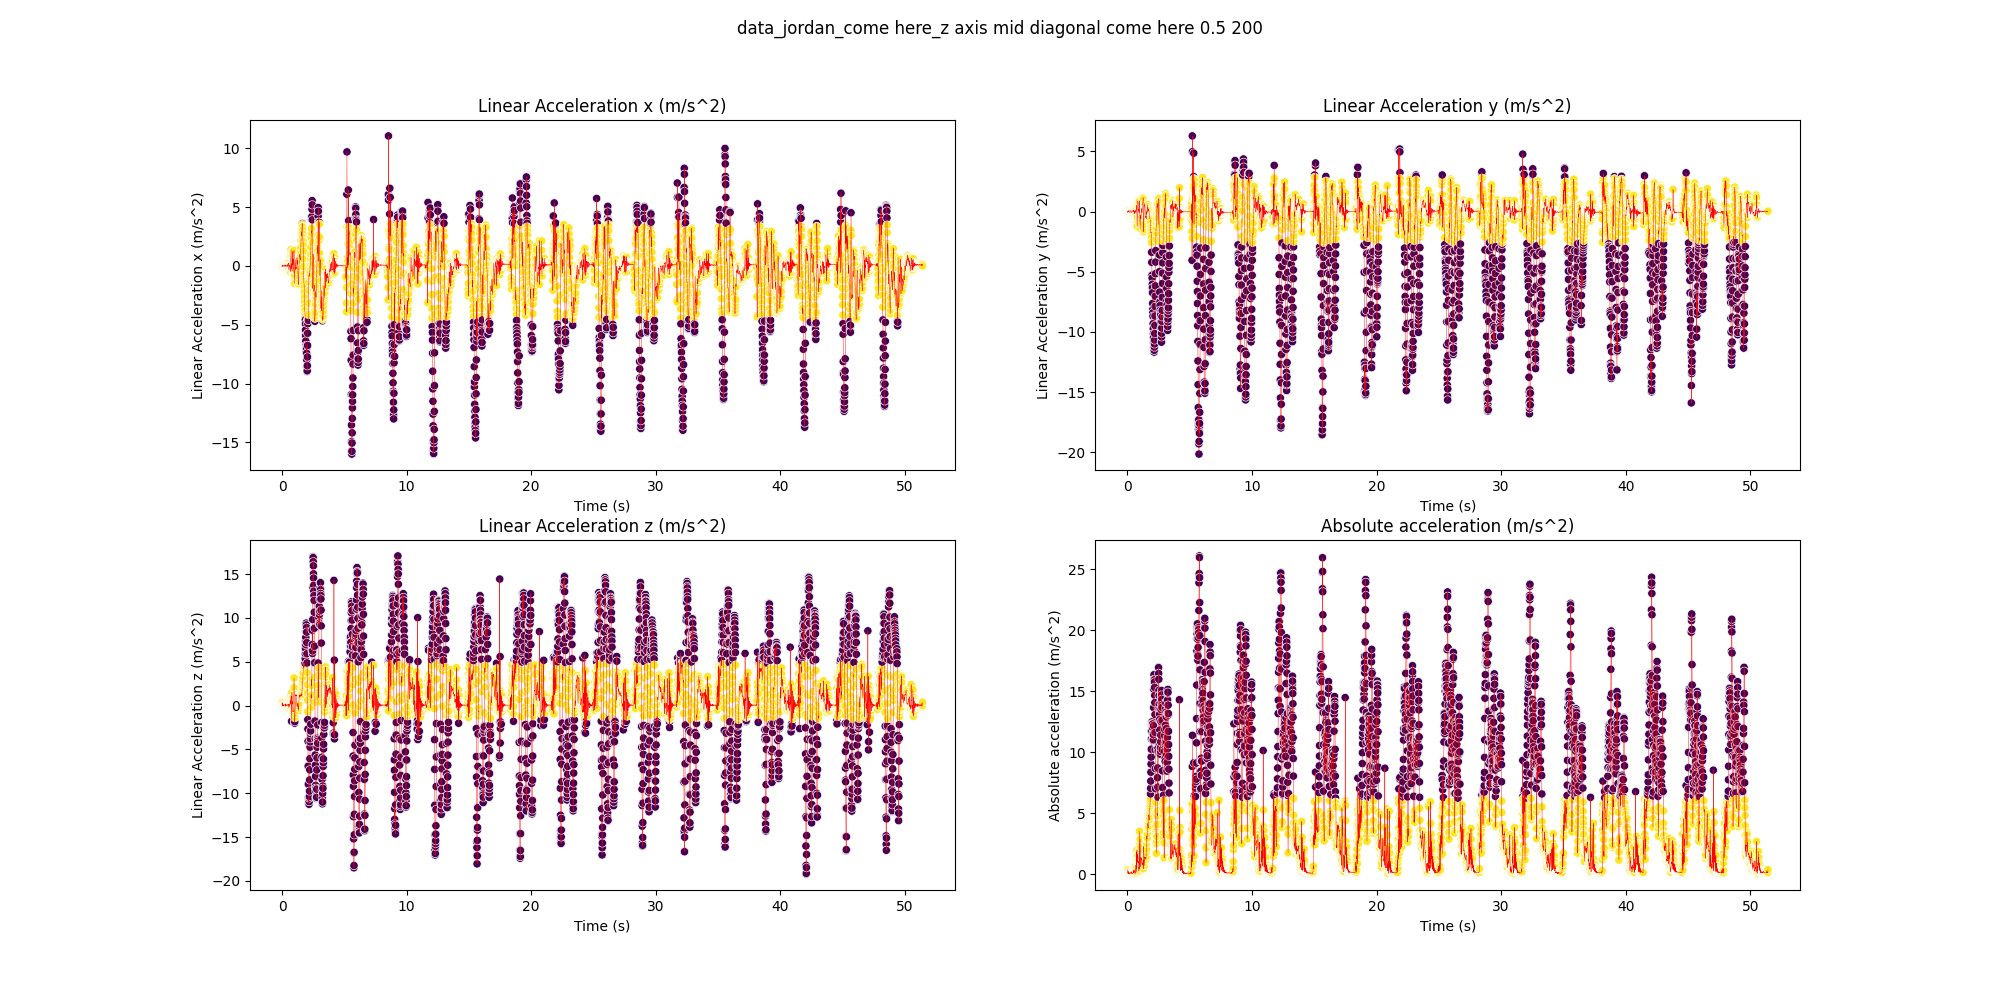 data_jordan_come here_z axis mid diagonal come here 0.5 200
Linear Acceleration x (m/s^2)
Linear Acceleration x (m/s^2)
10
5
0
−5
−10
−15
0 10 20 30 40 50
Time (s)
Linear Acceleration y (m/s^2)
Linear Acceleration y (m/s^2)
5
0
−5
−10
−15
−20
0 10 20 30 40 50
Time (s)
Linear Acceleration z (m/s^2)
Linear Acceleration z (m/s^2)
15
10
5
0
−5
−10
−15
−20
0 10 20 30 40 50
Time (s)
Absolute acceleration (m/s^2)
Absolute acceleration (m/s^2)
25
20
15
10
5
0
0 10 20 30 40 50
Time (s)